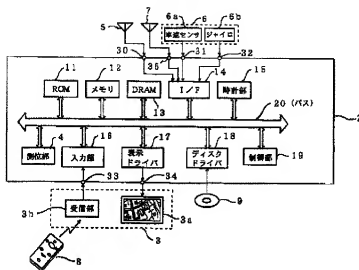 5
7
6
6a
6b
車速センサ
ジャイロ
30
35
31
32
11
12
14
15
ROM
メモリ
DRAM
I/F
時計部
13
20 (バス)
2
4
16
17
18
測位部
入力部
表示
ドライバ
ディスク
ドライバ
制御部
19
33
34
3b
受信部
3a
9
3
8